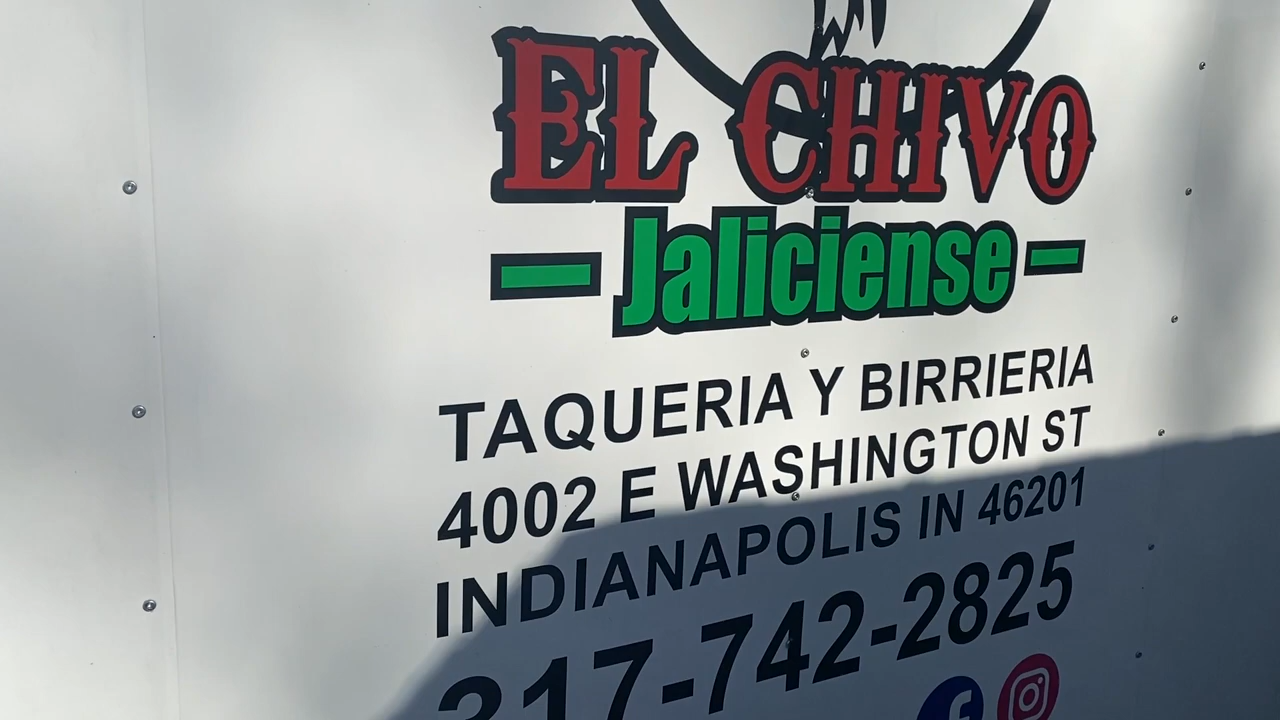 EL CHIVO
Jaliciense
TAQUERIA Y BIRRIERIA
4002 E WASHINGTON ST
INDIANAPOLIS IN 46201
317-742-2825